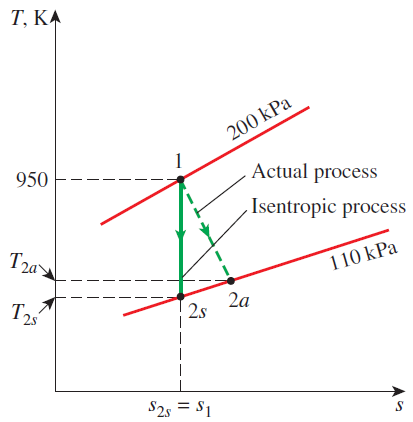 T, K
200 kPa
1
950
Actual process
Isentropic process
110 kPa
T2a
T2s
2s
2a
s2s = s1
s